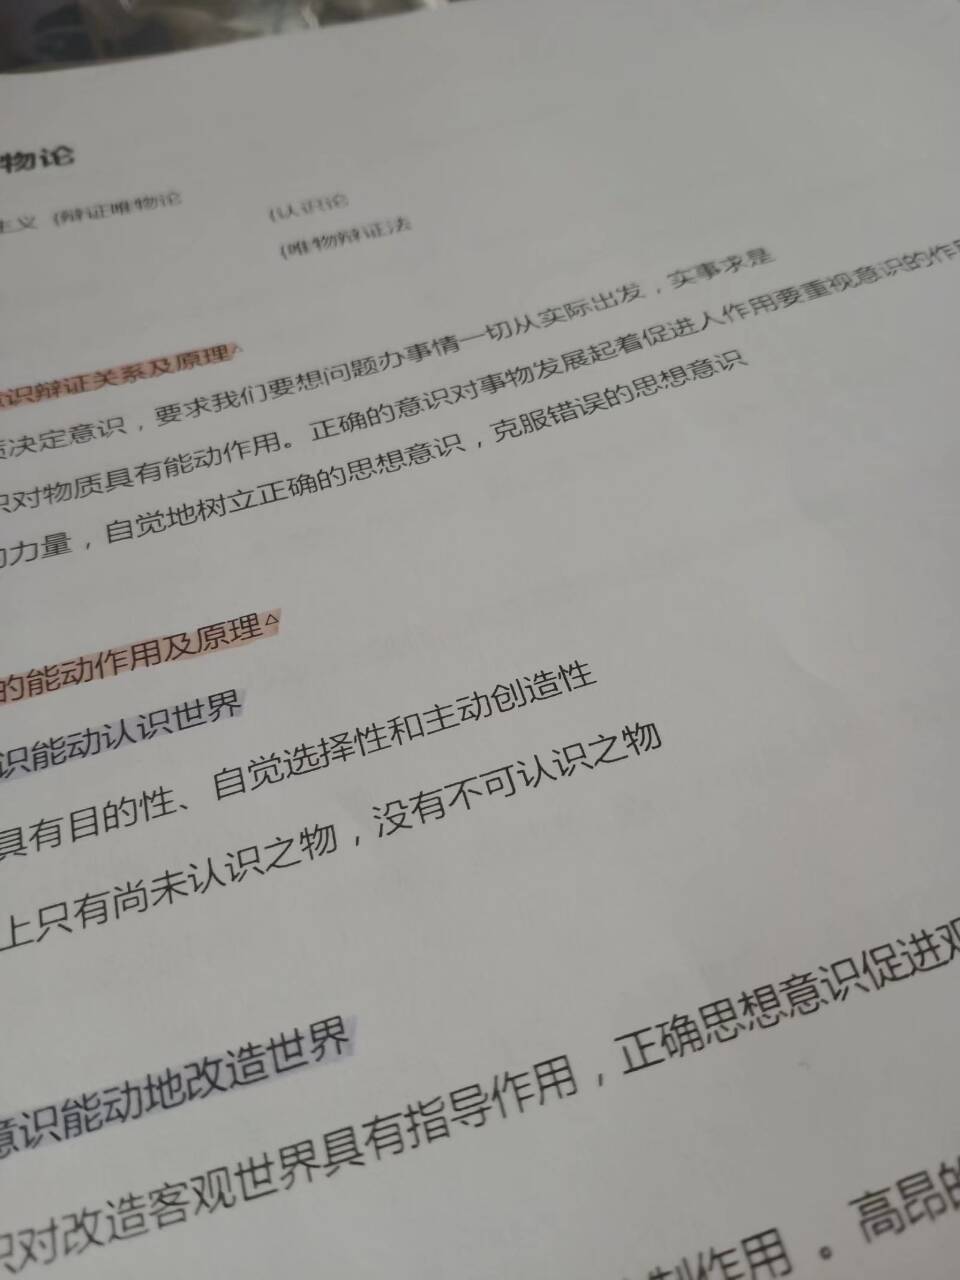 物论
主义（辩证唯物论
（认识论
（唯物辩证法
意识辩证关系及原理△
质决定意识，要求我们要想问题办事情一切从实际出发，实事求是
识对物质具有能动作用。正确的意识对事物发展起着促进人作用要重视意识的作用
的力量，自觉地树立正确的思想意识，克服错误的思想意识
的能动作用及原理△
识能动认识世界
具有目的性、自觉选择性和主动创造性
上只有尚未认识之物，没有不可认识之物
意识能动地改造世界
识对改造客观世界具有指导作用，正确思想意识促进观
制作用。高昂的